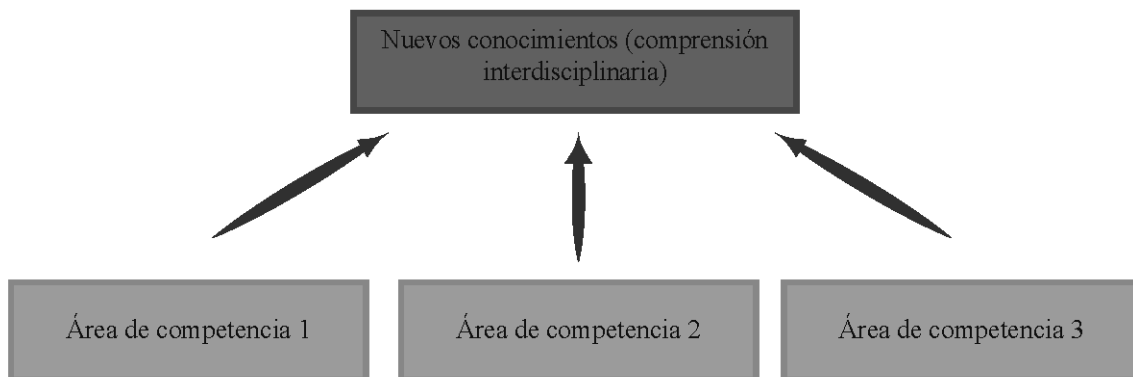 Nuevos conocimientos (comprensión
interdisciplinaria)
Área de competencia 1
Área de competencia 2
Área de competencia 3